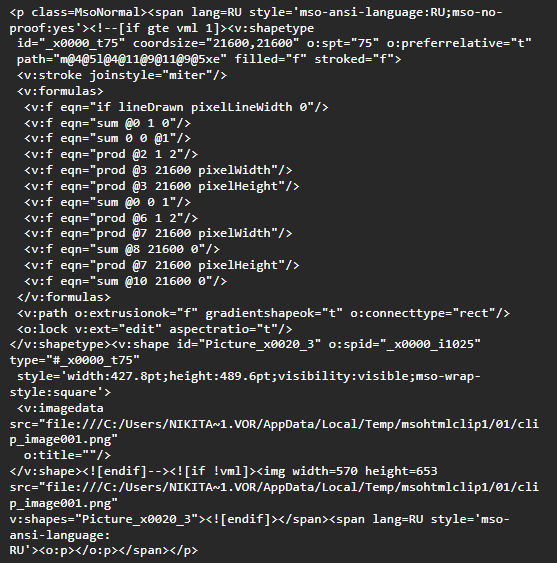 <p class=MsoNormal><span lang=RU style='mso-ansi-language:RU;mso-no-
proof:yes'><!--[if gte vml 1]><v:shapetype
 id="_x0000_t75" coordsize="21600,21600" o:spt="75" o:preferrelative="t"
 path="m@4@5l@4@11@9@11@9@5xe" filled="f" stroked="f">
 <v:stroke joinstyle="miter"/>
 <v:formulas>
  <v:f eqn="if lineDrawn pixelLineWidth 0"/>
  <v:f eqn="sum @0 1 0"/>
  <v:f eqn="sum 0 0 @1"/>
  <v:f eqn="prod @2 1 2"/>
  <v:f eqn="prod @3 21600 pixelWidth"/>
  <v:f eqn="prod @3 21600 pixelHeight"/>
  <v:f eqn="sum @0 0 1"/>
  <v:f eqn="prod @6 1 2"/>
  <v:f eqn="prod @7 21600 pixelWidth"/>
  <v:f eqn="sum @8 21600 0"/>
  <v:f eqn="prod @7 21600 pixelHeight"/>
  <v:f eqn="sum @10 21600 0"/>
 </v:formulas>
 <v:path o:extrusionok="f" gradientshapeok="t" o:connecttype="rect"/>
 <o:lock v:ext="edit" aspectratio="t"/>
</v:shapetype><v:shape id="Picture_x0020_3" o:spid="_x0000_i1025"
type="#_x0000_t75"
 style='width:427.8pt;height:489.6pt;visibility:visible;mso-wrap-
style:square'>
 <v:imagedata
src="file:///C:/Users/NIKITA~1.VOR/AppData/Local/Temp/msohtmlclip1/01/cli
p_image001.png"
  o:title=""/>
</v:shape><![endif]--><![if !vml]><img width=570 height=653
src="file:///C:/Users/NIKITA~1.VOR/AppData/Local/Temp/msohtmlclip1/01/cli
p_image001.png"
v:shapes="Picture_x0020_3"><![endif]></span><span lang=RU style='mso-
ansi-language:
RU'><o:p></o:p></span></p>